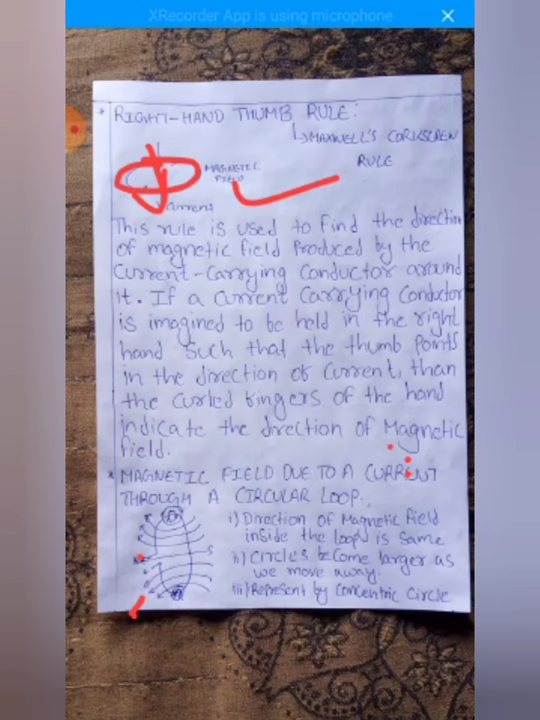 XRecorder App is using microphone
* RIGHT-HAND THUMB RULE:
↳MAXWELL'S CORKSCREW
RULE
MAGNETIC
FIELD
Current
This rule is used to find the direction
of magnetic field Produced by the
Current-Carrying Conductor around
it. If a current Carrying Conductor
is imagined to be held in the right
hand such that the thumb Points
in the direction of current, than
the curled fingers of the hand
indicate the direction of Magnetic
field.
* MAGNETIC FIELD DUE TO A CURRENT
THROUGH A CIRCULAR LOOP.
i) Direction of Magnetic Field
inside the loop is same
ii) Circles become larger as
we move away.
iii) Represent by Concentric Circle
N
S